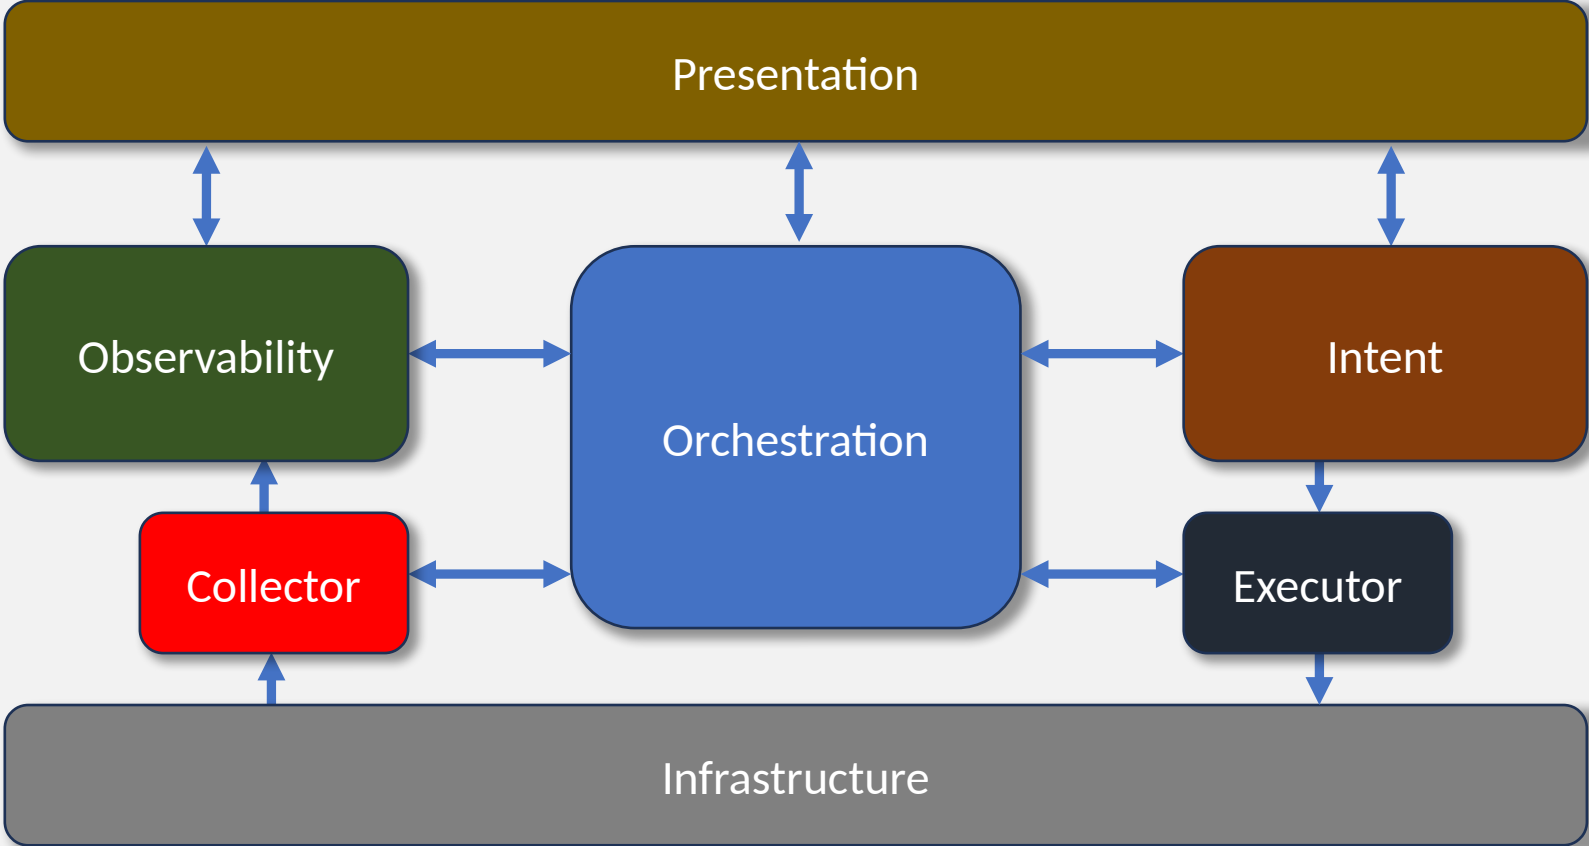 Presentation
Observability
Orchestration
Intent
Collector
Executor
Infrastructure